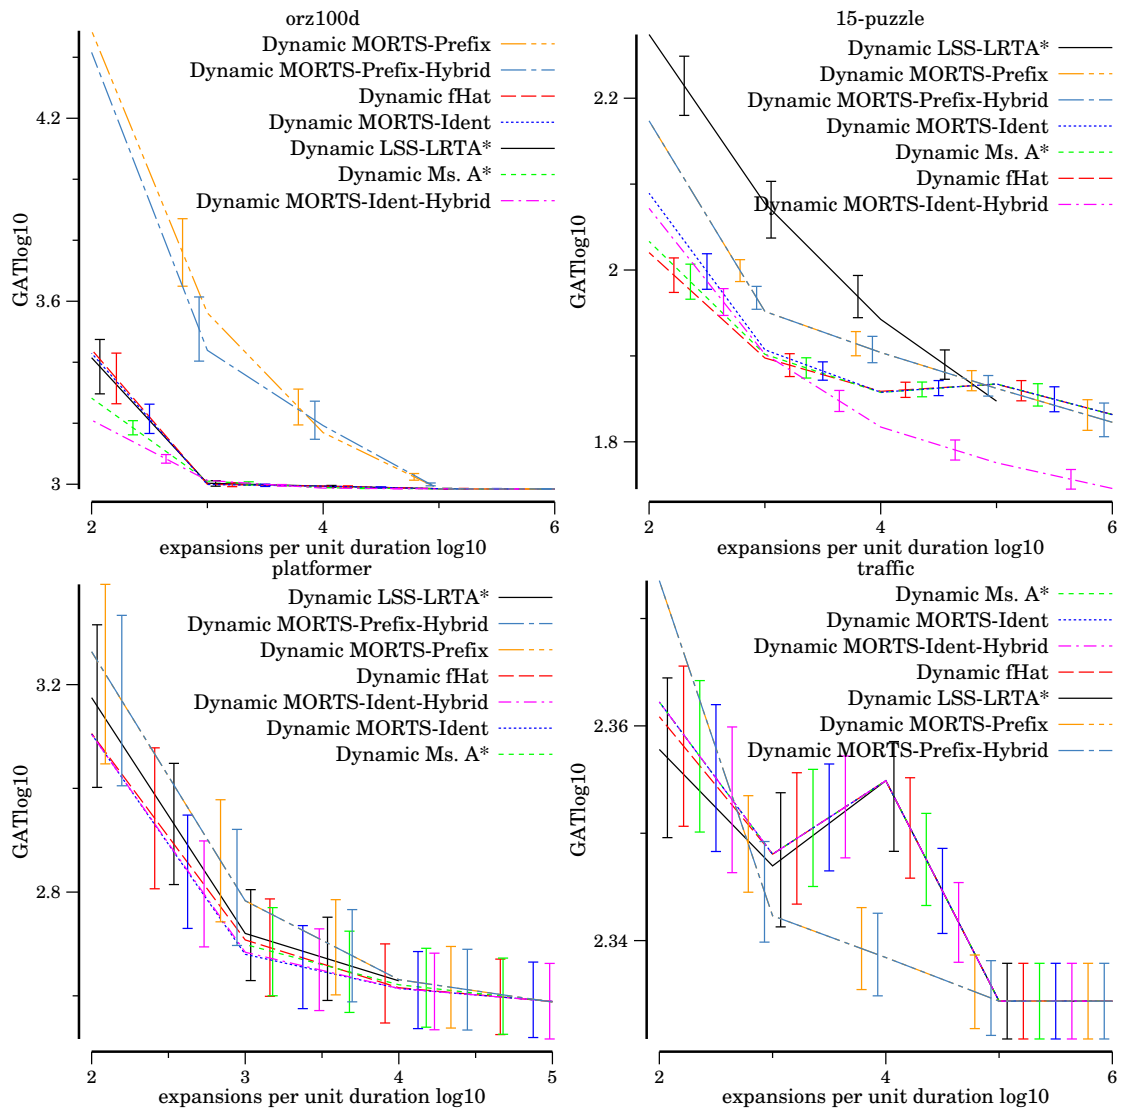 orz100d
Dynamic MORTS-Prefix
Dynamic MORTS-Prefix-Hybrid
Dynamic fHat
Dynamic MORTS-Ident
Dynamic LSS-LRTA*
Dynamic Ms. A*
Dynamic MORTS-Ident-Hybrid
GATlog10
4.2
3.6
3
2
4
6
expansions per unit duration log10
15-puzzle
Dynamic LSS-LRTA*
Dynamic MORTS-Prefix
Dynamic MORTS-Prefix-Hybrid
Dynamic MORTS-Ident
Dynamic Ms. A*
Dynamic fHat
Dynamic MORTS-Ident-Hybrid
GATlog10
2.2
2
1.8
2
4
6
expansions per unit duration log10
platformer
Dynamic LSS-LRTA*
Dynamic MORTS-Prefix-Hybrid
Dynamic MORTS-Prefix
Dynamic fHat
Dynamic MORTS-Ident-Hybrid
Dynamic MORTS-Ident
Dynamic Ms. A*
GATlog10
3.2
2.8
2
3
4
5
expansions per unit duration log10
traffic
Dynamic Ms. A*
Dynamic MORTS-Ident
Dynamic MORTS-Ident-Hybrid
Dynamic fHat
Dynamic LSS-LRTA*
Dynamic MORTS-Prefix
Dynamic MORTS-Prefix-Hybrid
GATlog10
2.36
2.34
2
4
6
expansions per unit duration log10